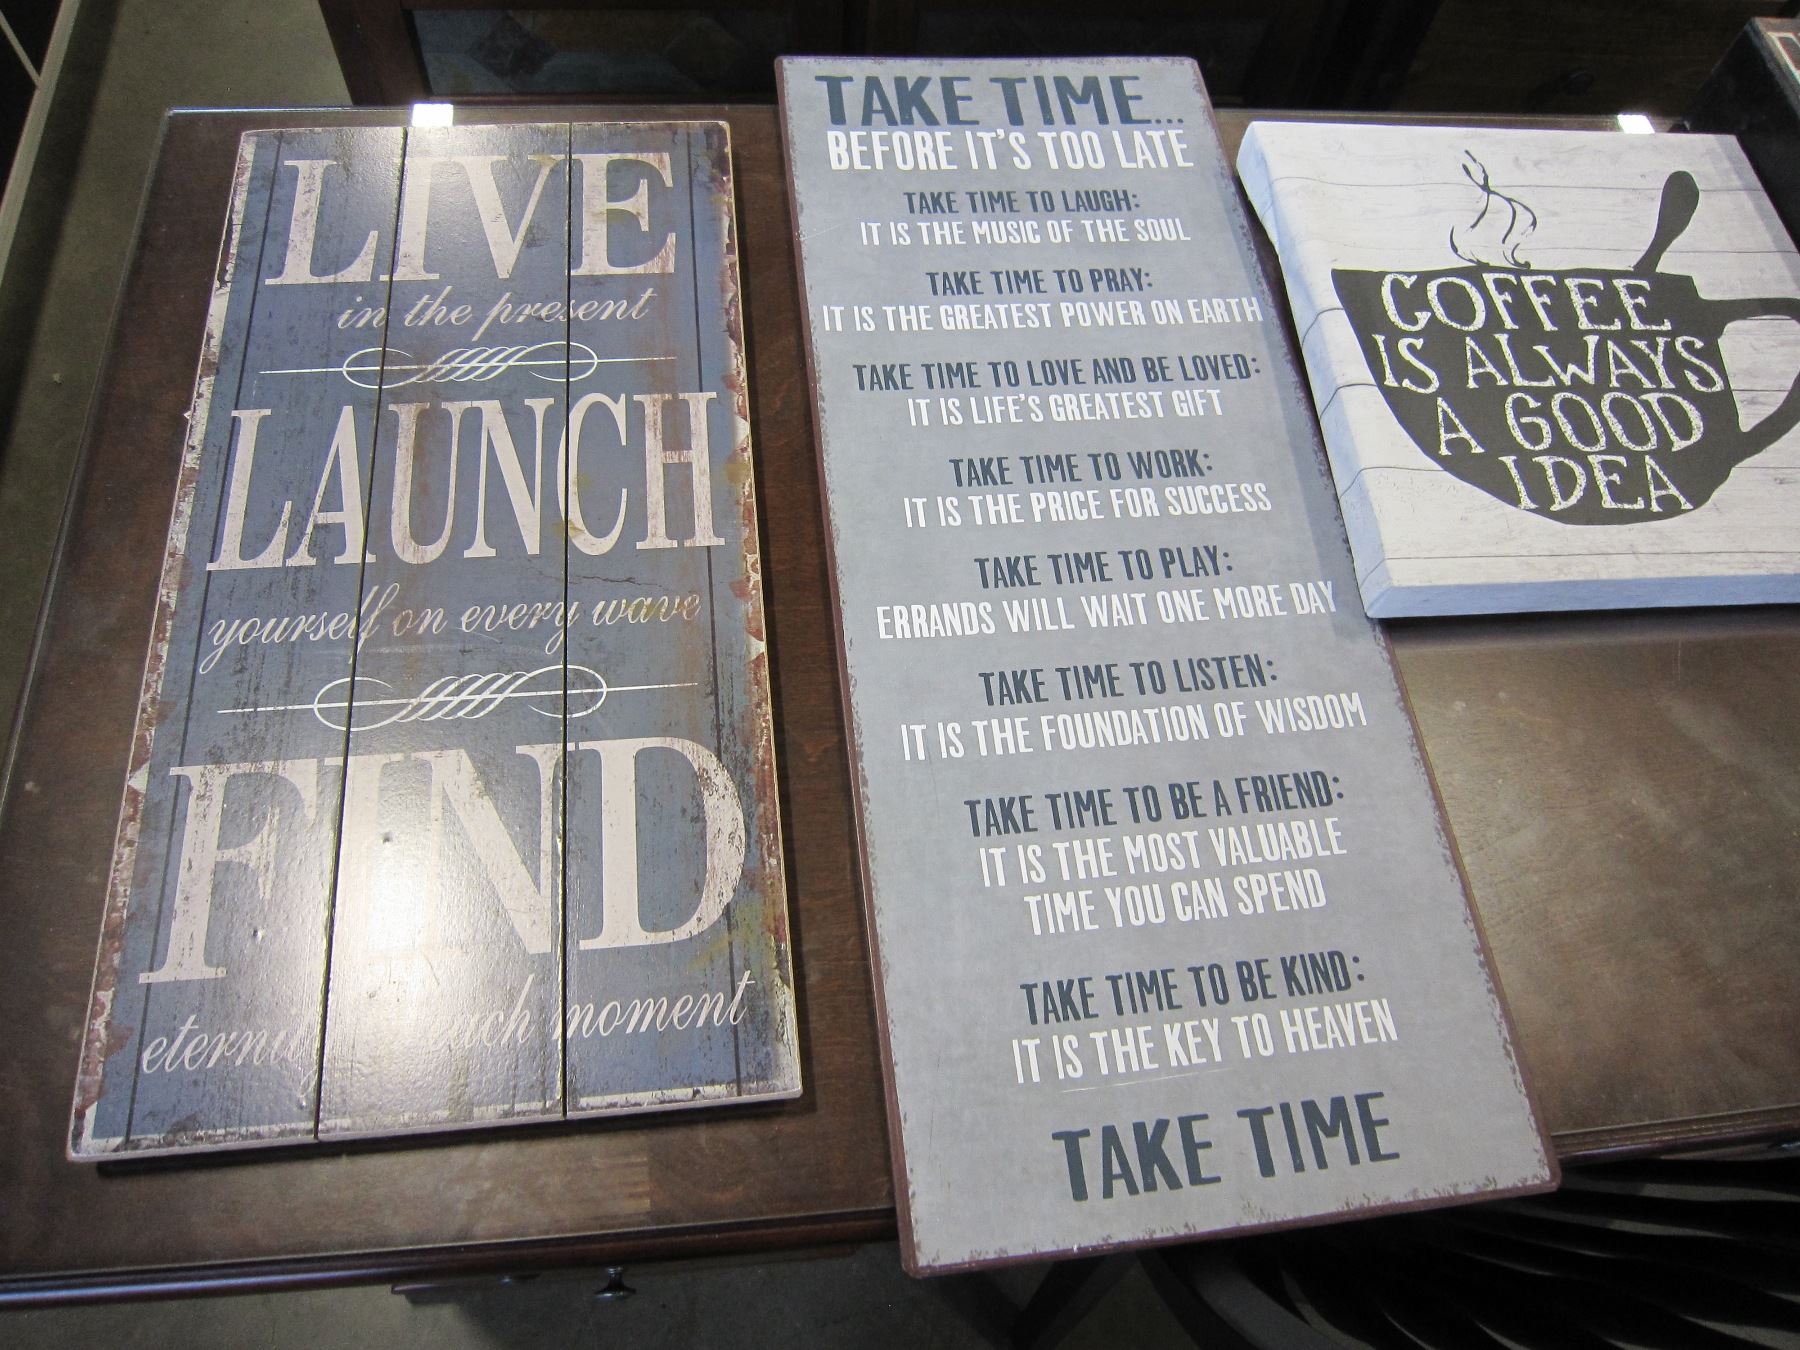 LIVE
in the present
LAUNCH
yourself on every wave
FIND
each moment
TAKE TIME...
BEFORE IT'S TOO LATE
TAKE TIME TO LAUGH:
IT IS THE MUSIC OF THE SOUL
TAKE TIME TO PRAY:
IT IS THE GREATEST POWER ON EARTH
TAKE TIME TO LOVE AND BE LOVED:
IT IS LIFE'S GREATEST GIFT
TAKE TIME TO WORK:
IT IS THE PRICE FOR SUCCESS
TAKE TIME TO PLAY:
ERRANDS WILL WAIT ONE MORE DAY
TAKE TIME TO LISTEN:
IT IS THE FOUNDATION OF WISDOM
TAKE TIME TO BE A FRIEND:
IT IS THE MOST VALUABLE
TIME YOU CAN SPEND
TAKE TIME TO BE KIND:
IT IS THE KEY TO HEAVEN
TAKE TIME
COFFEE
IS ALWAYS
A GOOD
IDEA